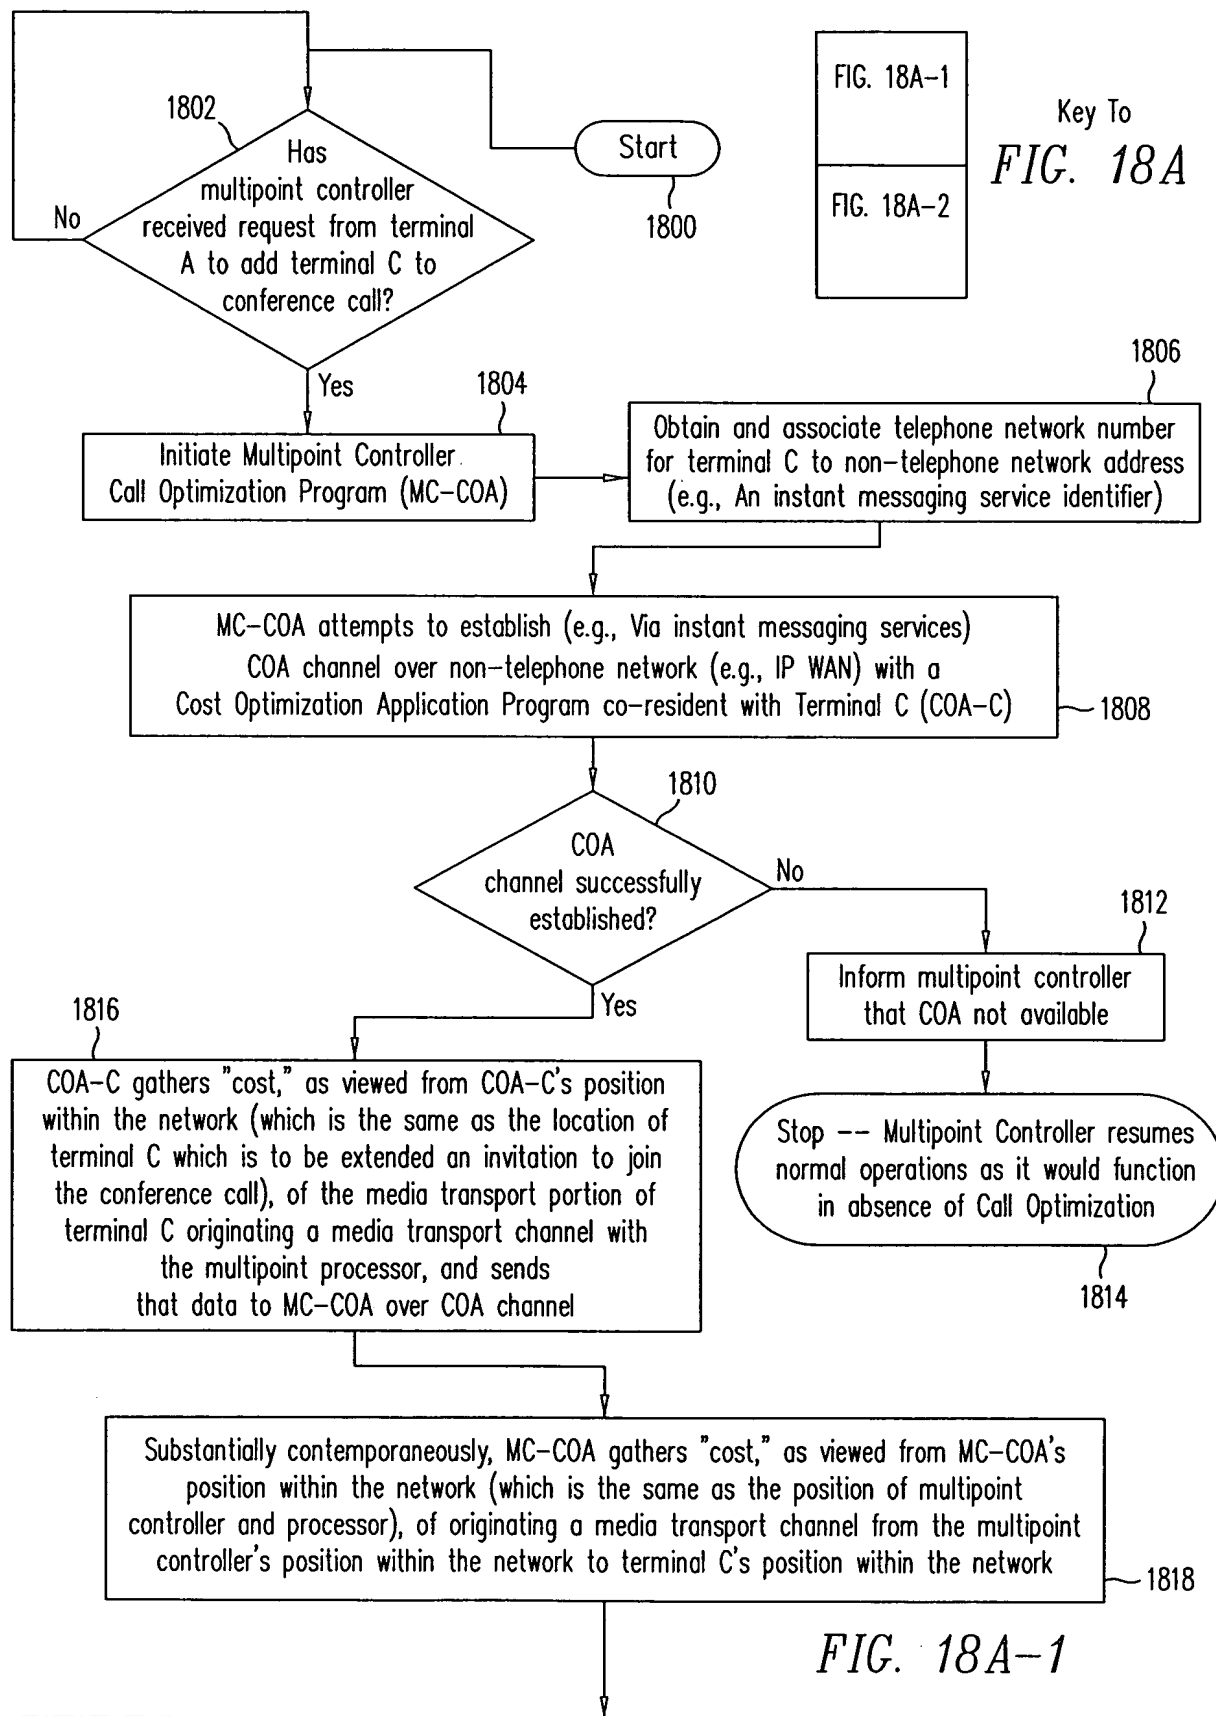 1802
Has
multipoint controller
received request from terminal
A to add terminal C to
conference call?
No
Yes
Start
1800
FIG. 18A-1
FIG. 18A-2
Key To
FIG. 18A
1804
Initiate Multipoint Controller
Call Optimization Program (MC-COA)
1806
Obtain and associate telephone network number
for terminal C to non-telephone network address
(e.g., An instant messaging service identifier)
MC-COA attempts to establish (e.g., Via instant messaging services)
COA channel over non-telephone network (e.g., IP WAN) with a
Cost Optimization Application Program co-resident with Terminal C (COA-C)
1808
1810
COA
channel successfully
established?
No
Yes
1812
Inform multipoint controller
that COA not available
Stop -- Multipoint Controller resumes
normal operations as it would function
in absence of Call Optimization
1814
1816
COA-C gathers "cost," as viewed from COA-C's position
within the network (which is the same as the location of
terminal C which is to be extended an invitation to join
the conference call), of the media transport portion of
terminal C originating a media transport channel with
the multipoint processor, and sends
that data to MC-COA over COA channel
Substantially contemporaneously, MC-COA gathers "cost," as viewed from MC-COA's
position within the network (which is the same as the position of multipoint
controller and processor), of originating a media transport channel from the multipoint
controller's position within the network to terminal C's position within the network
1818
FIG. 18A-1